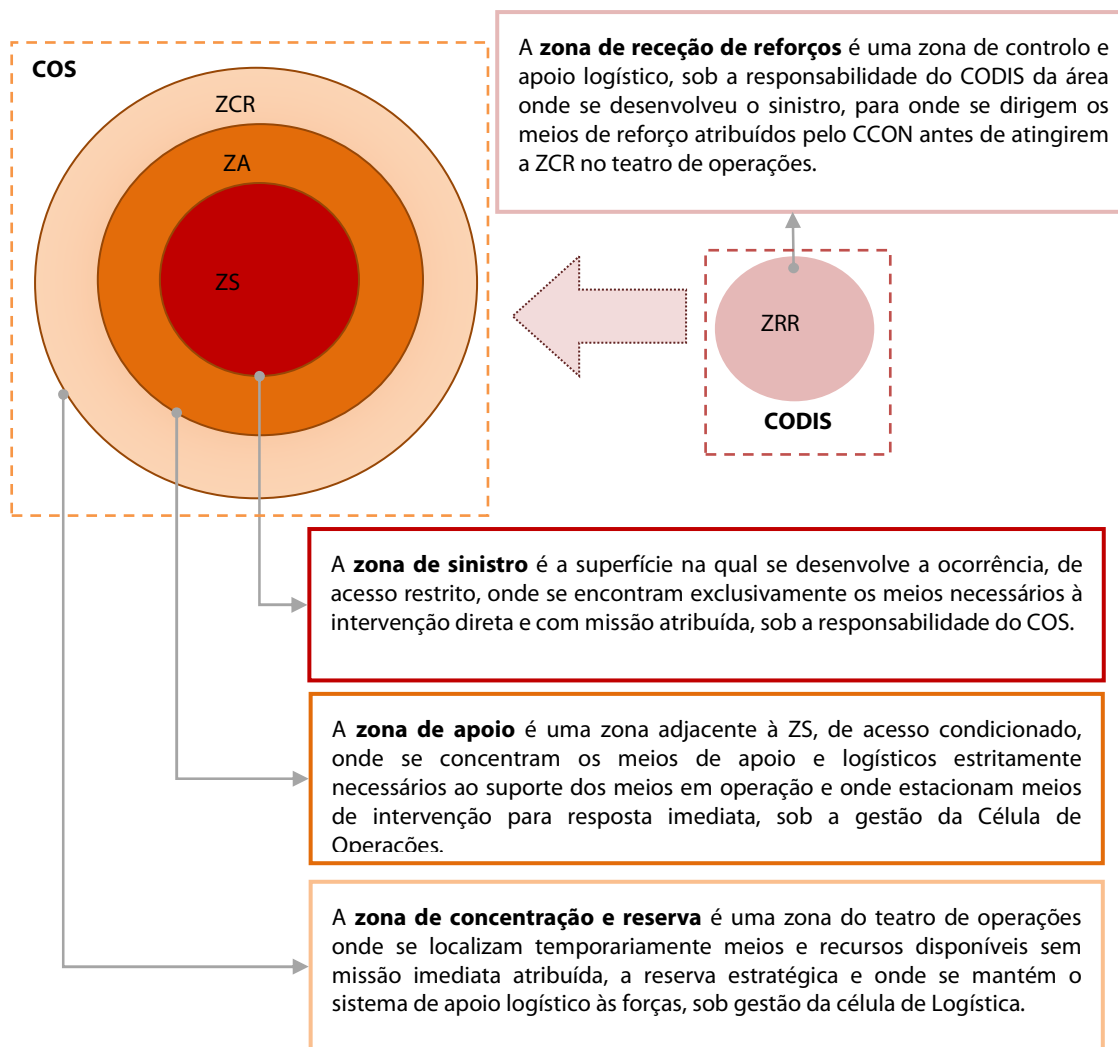 COS
ZCR
ZA
ZS
A zona de receção de reforços é uma zona de controlo e
apoio logístico, sob a responsabilidade do CODIS da área
onde se desenvolveu o sinistro, para onde se dirigem os
meios de reforço atribuídos pelo CCON antes de atingirem
a ZCR no teatro de operações.
ZRR
CODIS
A zona de sinistro é a superfície na qual se desenvolve a ocorrência, de
acesso restrito, onde se encontram exclusivamente os meios necessários à
intervenção direta e com missão atribuída, sob a responsabilidade do COS.
A zona de apoio é uma zona adjacente à ZS, de acesso condicionado,
onde se concentram os meios de apoio e logísticos estritamente
necessários ao suporte dos meios em operação e onde estacionam meios
de intervenção para resposta imediata, sob a gestão da Célula de
Operações.
A zona de concentração e reserva é uma zona do teatro de operações
onde se localizam temporariamente meios e recursos disponíveis sem
missão imediata atribuída, a reserva estratégica e onde se mantém o
sistema de apoio logístico às forças, sob gestão da célula de Logística.